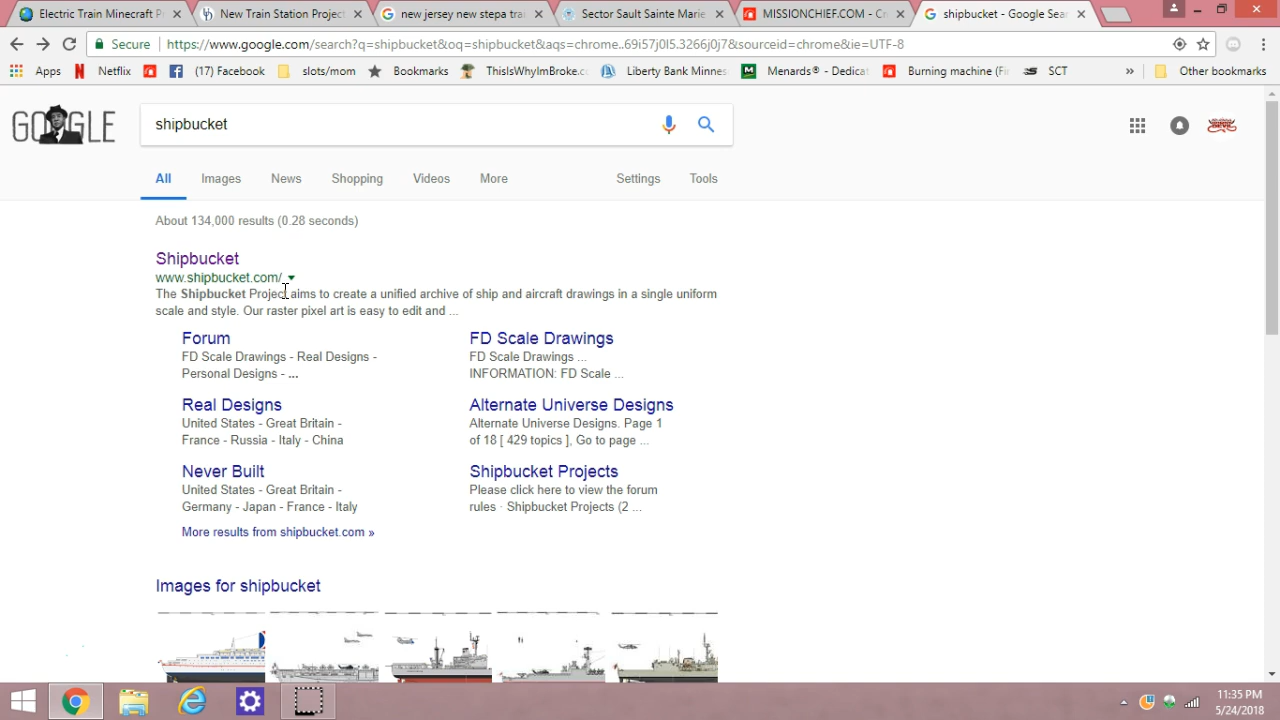 Electric Train Minecraft P
New Train Station Project
new jersey new stepa tra
Sector Sault Sainte Marie
MISSIONCHIEF.COM - Cr
shipbucket - Google Sear
Secure
https://www.google.com/search?q=shipbucket&oq=shipbucket&aqs=chrome..69i57j0l5.3266j0j7&sourceid=chrome&ie=UTF-8
Apps
Netflix
(17) Facebook
slots/mom
Bookmarks
ThisIsWhyImBroke.c
Liberty Bank Minnes
Menards® - Dedicat
Burning machine (Fi
SCT
»
Other bookmarks
GOOGLE
shipbucket
All
Images
News
Shopping
Videos
More
Settings
Tools
About 134,000 results (0.28 seconds)
Shipbucket
www.shipbucket.com/
The Shipbucket Project aims to create a unified archive of ship and aircraft drawings in a single uniform
scale and style. Our raster pixel art is easy to edit and ...
Forum
FD Scale Drawings - Real Designs -
Personal Designs - ...
FD Scale Drawings
FD Scale Drawings ...
INFORMATION: FD Scale ...
Real Designs
United States - Great Britain -
France - Russia - Italy - China
Alternate Universe Designs
Alternate Universe Designs. Page 1
of 18 [ 429 topics ], Go to page ...
Never Built
United States - Great Britain -
Germany - Japan - France - Italy
Shipbucket Projects
Please click here to view the forum
rules · Shipbucket Projects (2 ...
More results from shipbucket.com »
Images for shipbucket
11:35 PM
5/24/2018